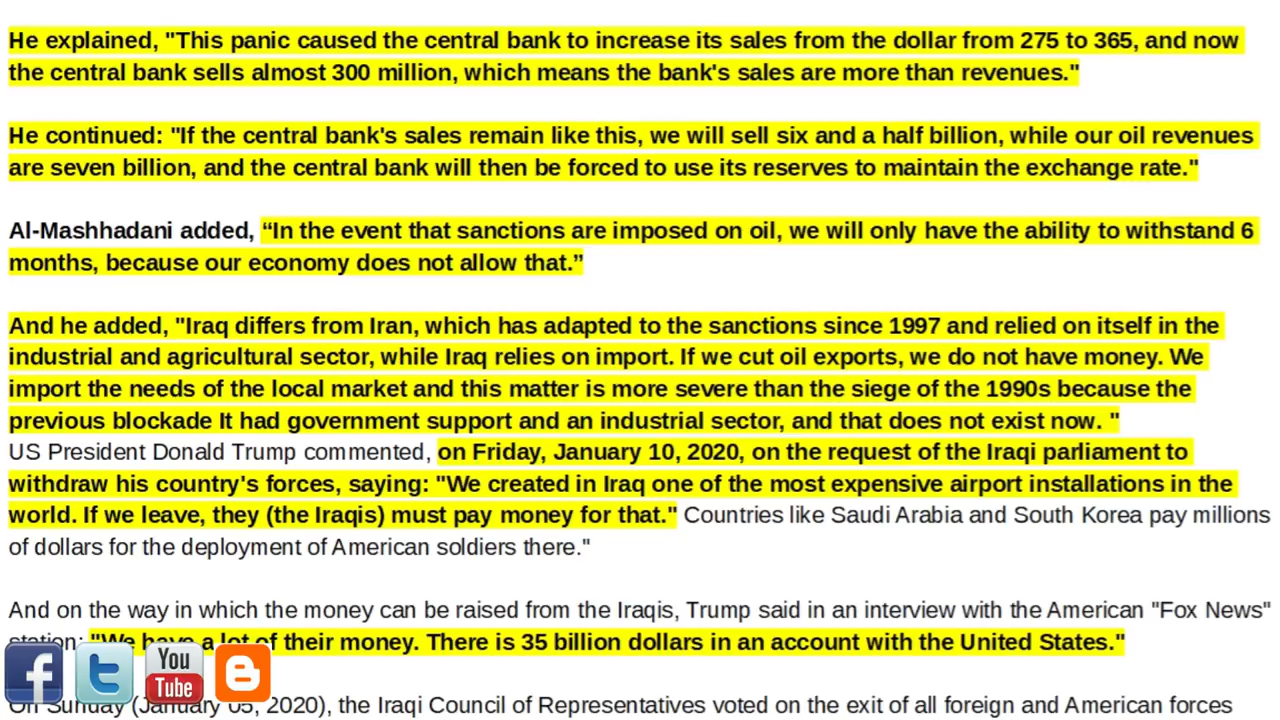 He explained, "This panic caused the central bank to increase its sales from the dollar from 275 to 365, and now
the central bank sells almost 300 million, which means the bank's sales are more than revenues."
He continued: "If the central bank's sales remain like this, we will sell six and a half billion, while our oil revenues
are seven billion, and the central bank will then be forced to use its reserves to maintain the exchange rate."
Al-Mashhadani added, “In the event that sanctions are imposed on oil, we will only have the ability to withstand 6
months, because our economy does not allow that.”
And he added, "Iraq differs from Iran, which has adapted to the sanctions since 1997 and relied on itself in the
industrial and agricultural sector, while Iraq relies on import. If we cut oil exports, we do not have money. We
import the needs of the local market and this matter is more severe than the siege of the 1990s because the
previous blockade It had government support and an industrial sector, and that does not exist now. "
US President Donald Trump commented, on Friday, January 10, 2020, on the request of the Iraqi parliament to
withdraw his country's forces, saying: "We created in Iraq one of the most expensive airport installations in the
world. If we leave, they (the Iraqis) must pay money for that." Countries like Saudi Arabia and South Korea pay millions
of dollars for the deployment of American soldiers there."
And on the way in which the money can be raised from the Iraqis, Trump said in an interview with the American "Fox News"
station: "We have a lot of their money. There is 35 billion dollars in an account with the United States."
You
Tube
On Sunday (January 05, 2020), the Iraqi Council of Representatives voted on the exit of all foreign and American forces